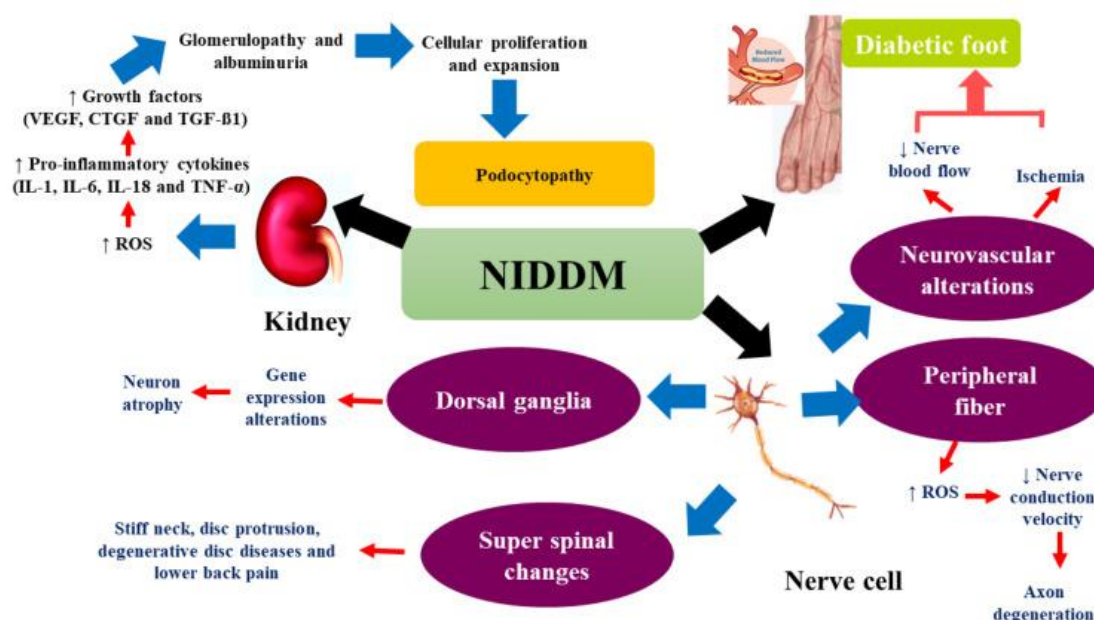 Glomerulopathy and
albuminuria
Cellular proliferation
and expansion
Reduced
Blood Flow
Diabetic foot
↑ Growth factors
(VEGF, CTGF and TGF-ß1)
↑ Pro-inflammatory cytokines
(IL-1, IL-6, IL-18 and TNF-α)
↑ ROS
Podocytopathy
↓ Nerve
blood flow
Ischemia
NIDDM
Kidney
Neurovascular
alterations
Neuron
atrophy
Gene
expression
alterations
Dorsal ganglia
Peripheral
fiber
↑ ROS
↓ Nerve
conduction
velocity
Stiff neck, disc protrusion,
degenerative disc diseases and
lower back pain
Super spinal
changes
Nerve cell
Axon
degeneration